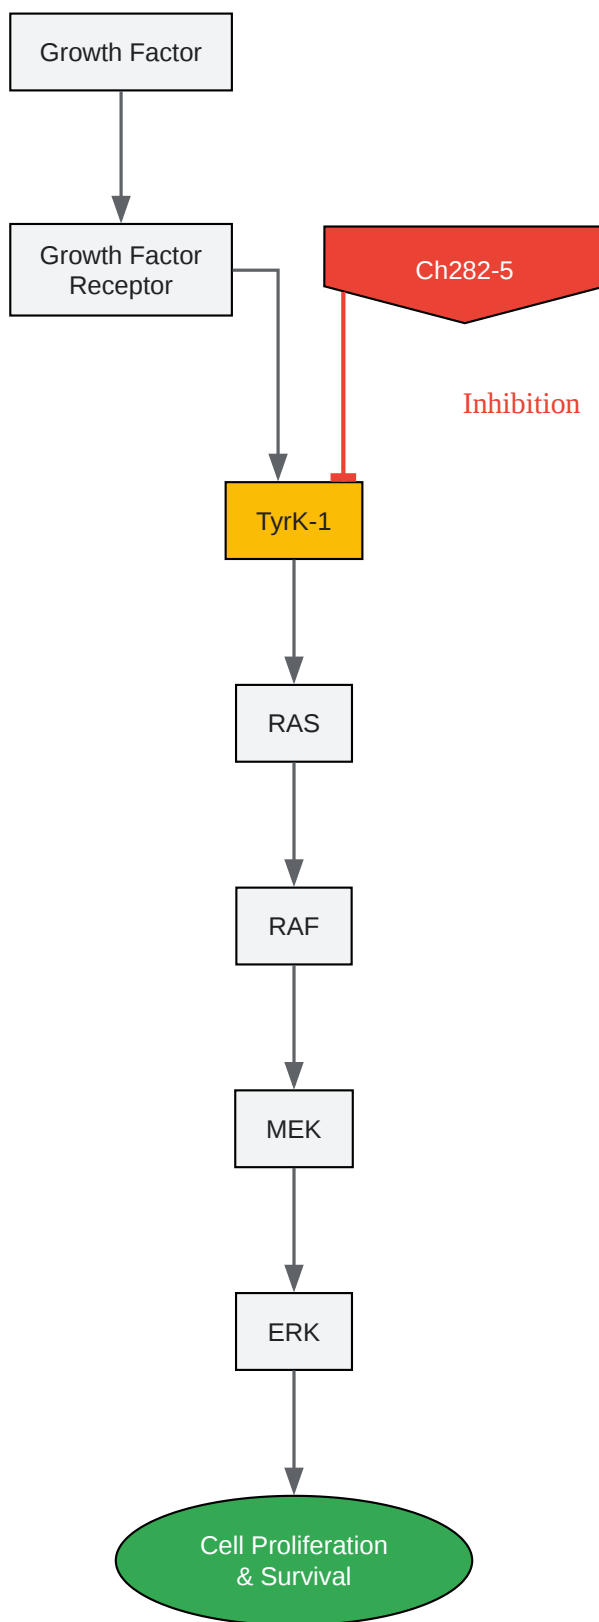 Growth Factor
Growth Factor
Receptor
Ch282-5
Inhibition
TyrK-1
RAS
RAF
MEK
ERK
Cell Proliferation
& Survival